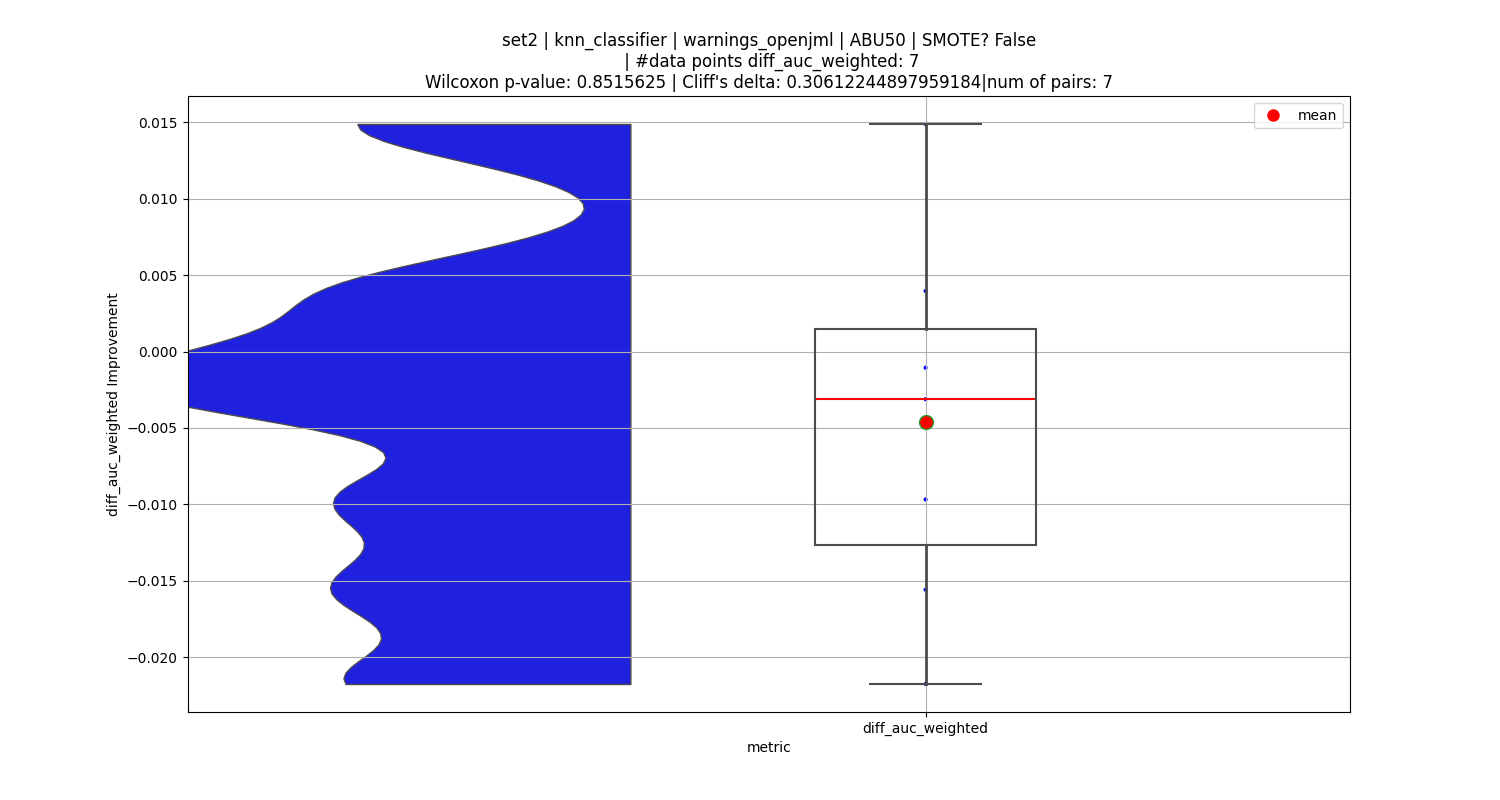 set2 | knn_classifier | warnings_openjml | ABU50 | SMOTE? False
| #data points diff_auc_weighted: 7
Wilcoxon p-value: 0.8515625 | Cliff's delta: 0.30612244897959184|num of pairs: 7
mean
0.015
0.010
0.005
0.000
−0.005
−0.010
−0.015
−0.020
diff_auc_weighted Improvement
diff_auc_weighted
metric